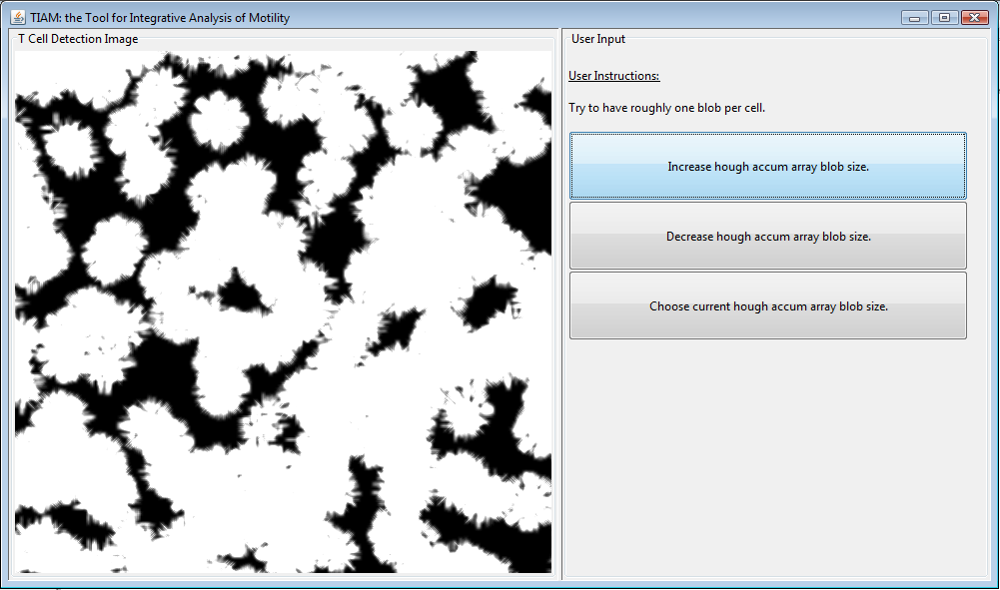 TIAM: the Tool for Integrative Analysis of Motility
T Cell Detection Image
User Input
User Instructions:
Try to have roughly one blob per cell.
Increase hough accum array blob size.
Decrease hough accum array blob size.
Choose current hough accum array blob size.